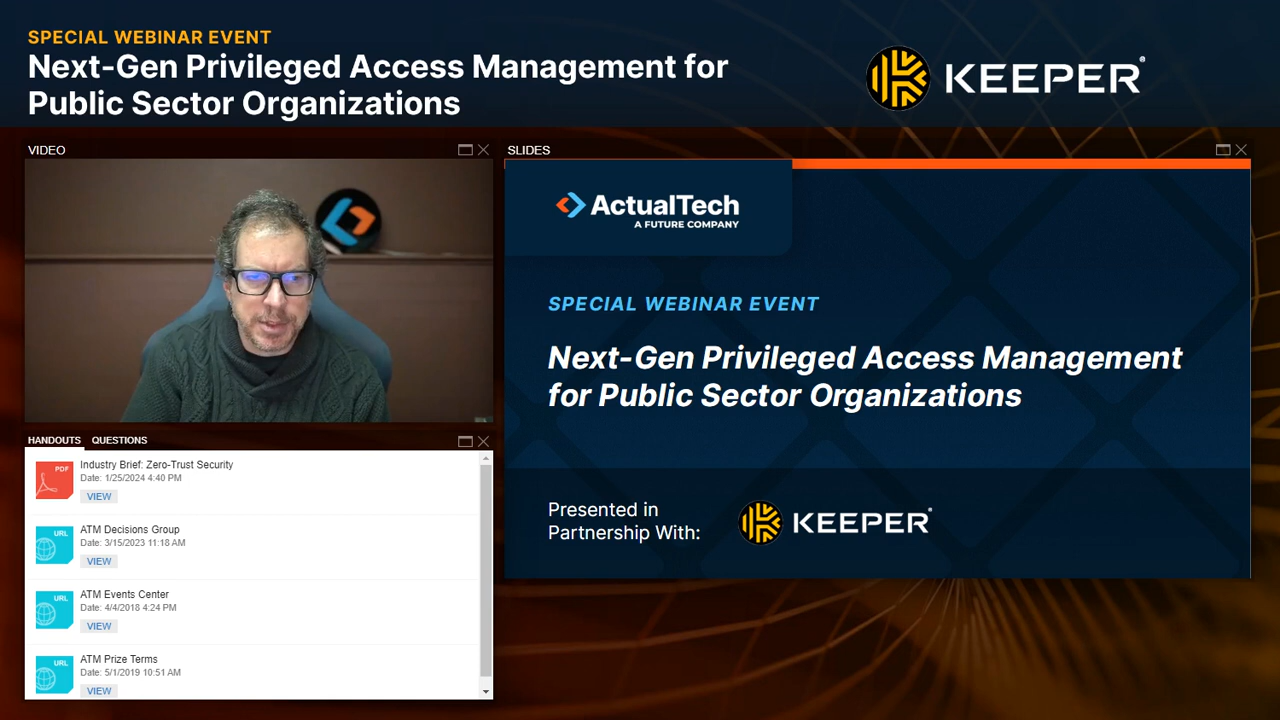 SPECIAL WEBINAR EVENT
Next-Gen Privileged Access Management for
Public Sector Organizations
KEEPER®
VIDEO
SLIDES
ActualTech
A FUTURE COMPANY
SPECIAL WEBINAR EVENT
Next-Gen Privileged Access Management
for Public Sector Organizations
Presented in
Partnership With:
KEEPER®
HANDOUTS QUESTIONS
PDF
Industry Brief: Zero-Trust Security
Date: 1/25/2024 4:40 PM
VIEW
URL
ATM Decisions Group
Date: 3/15/2023 11:18 AM
VIEW
URL
ATM Events Center
Date: 4/4/2018 4:24 PM
VIEW
URL
ATM Prize Terms
Date: 5/1/2019 10:51 AM
VIEW